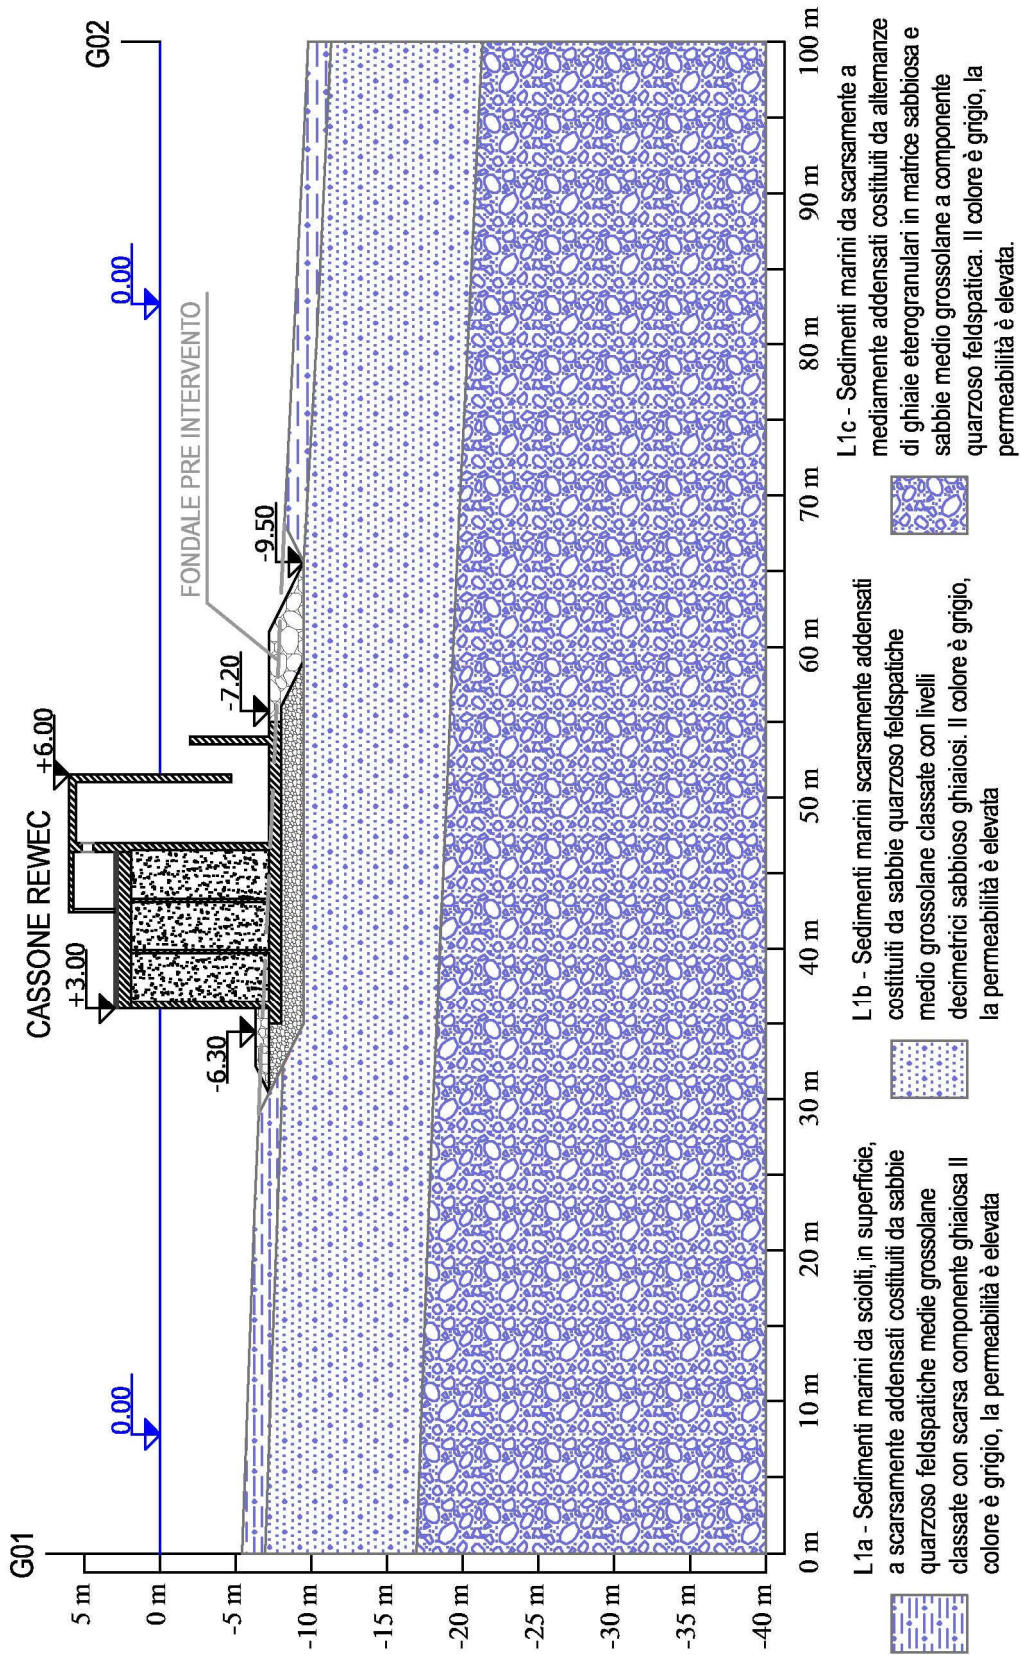 G01
G02
CASSONE REWEC
+6.00
+3.00
0.00
0.00
FONDALE PRE INTERVENTO
-6.30
-7.20
-9.50
5 m
0 m
-5 m
-10 m
-15 m
-20 m
-25 m
-30 m
-35 m
-40 m
0 m
10 m
20 m
30 m
40 m
50 m
60 m
70 m
80 m
90 m
100 m
L1a - Sedimenti marini da sciolti, in superficie,
a scarsamente addensati costituiti da sabbie
quarzoso feldspatiche medie grossolane
classate con scarsa componente ghiaiosa Il
colore è grigio, la permeabilità è elevata
L1b - Sedimenti marini scarsamente addensati
costituiti da sabbie quarzoso feldspatiche
medio grossolane classate con livelli
decimetrici sabbioso ghiaiosi. Il colore è grigio,
la permeabilità è elevata
L1c - Sedimenti marini da scarsamente a
mediamente addensati costituiti da alternanze
di ghiaie eterogranulari in matrice sabbiosa e
sabbie medio grossolane a componente
quarzoso feldspatica. Il colore è grigio, la
permeabilità è elevata.